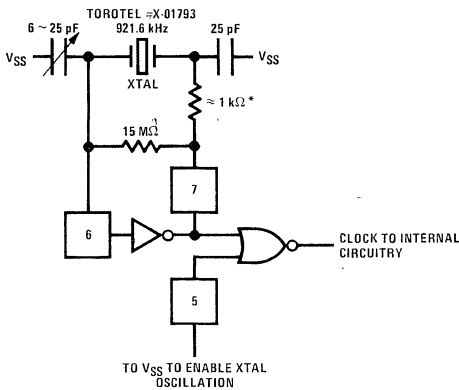 TOROTEL #X-01793
6 ~ 25 pF
921.6 kHz
25 pF
VSS
VSS
XTAL
≈ 1 kΩ *
15 MΩ
7
6
CLOCK TO INTERNAL
CIRCUITRY
5
TO VSS TO ENABLE XTAL
OSCILLATION